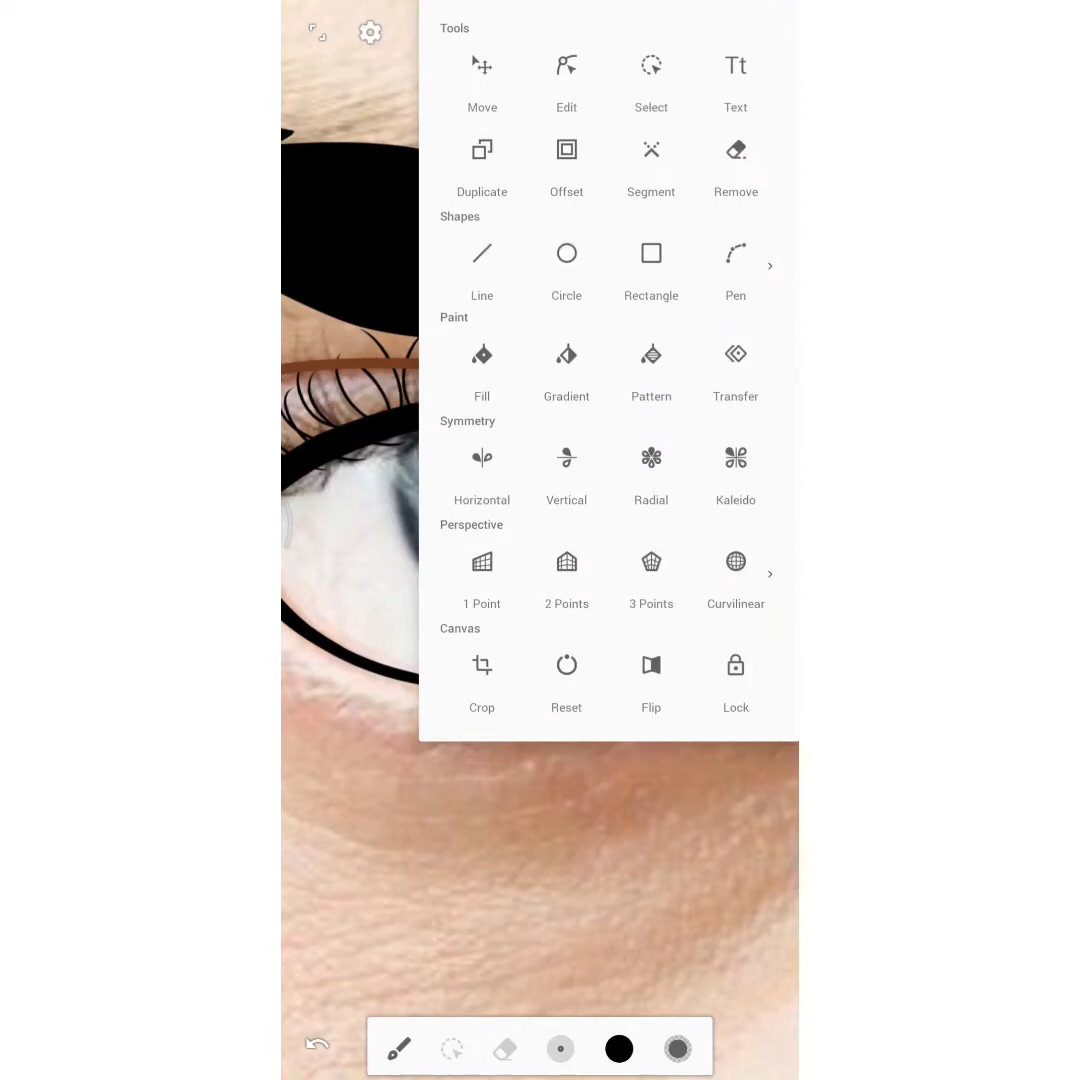 Tools
Move Edit Select Tt Text
Duplicate Offset Segment Remove
Shapes
Line Circle Rectangle Pen
Paint
Fill Gradient Pattern Transfer
Symmetry
Horizontal Vertical Radial Kaleido
Perspective
1 Point 2 Points 3 Points Curvilinear
Canvas
Crop Reset Flip Lock